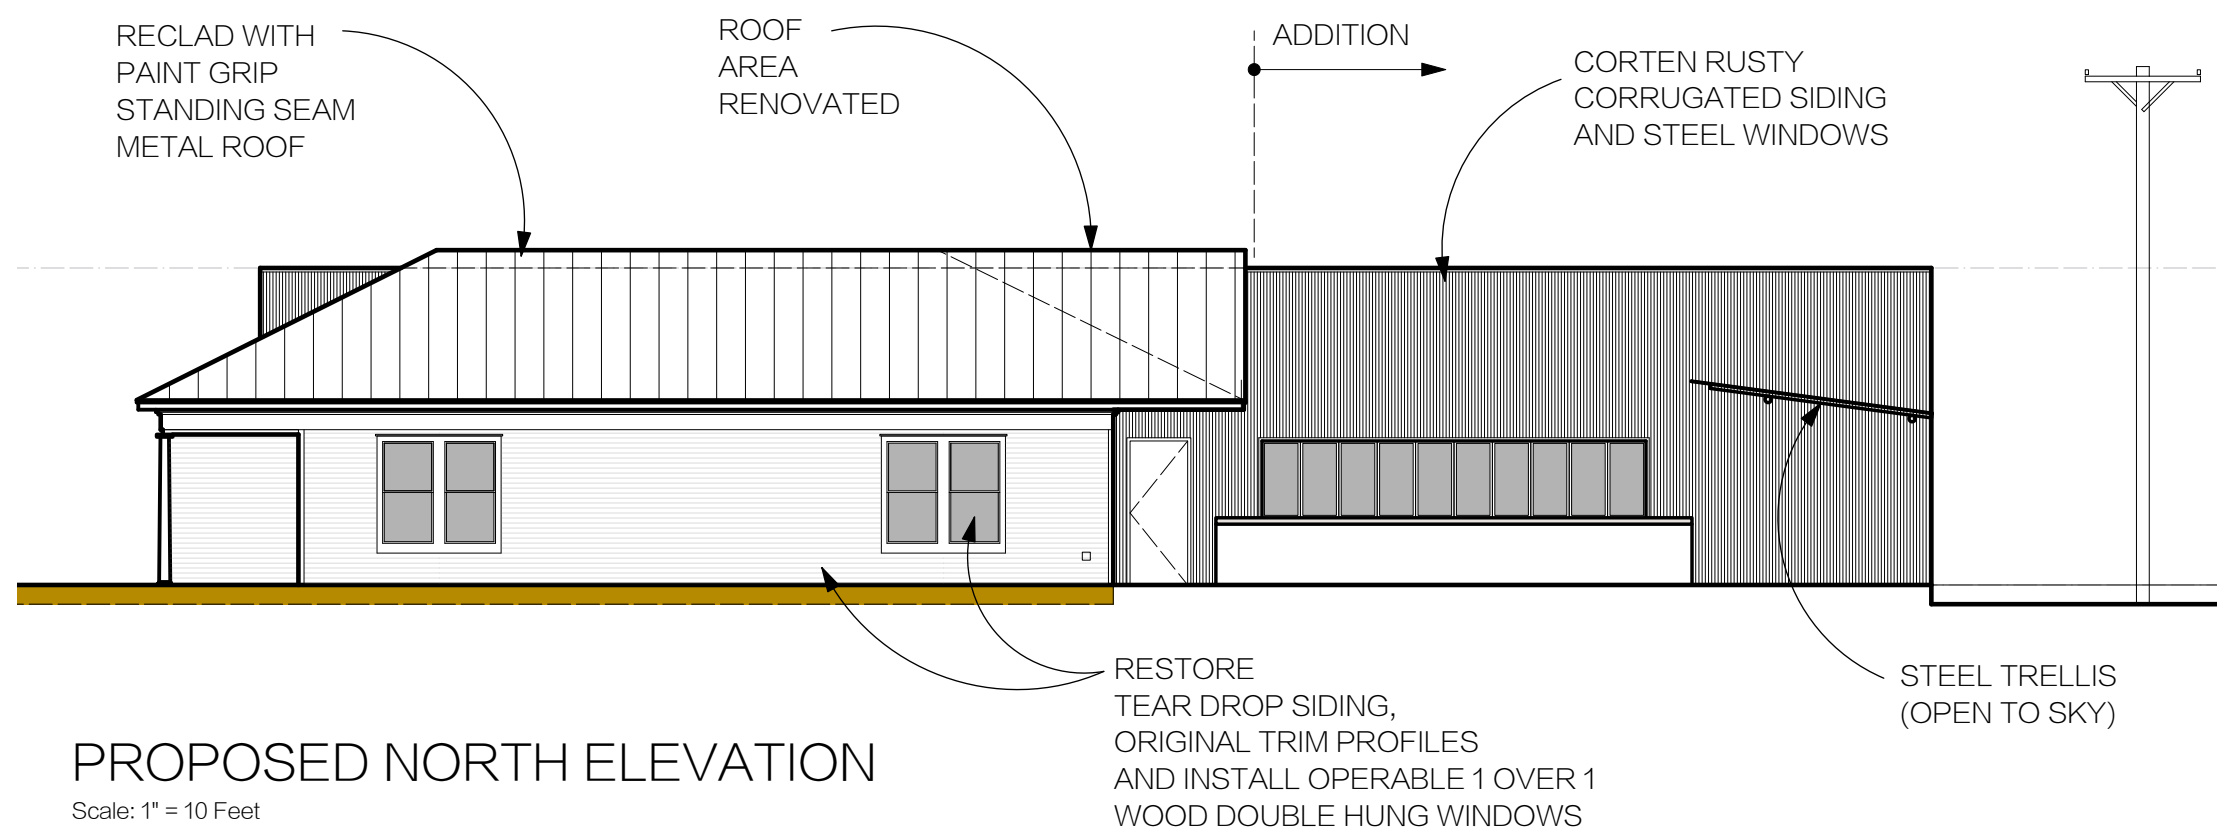 RECLAD WITH
PAINT GRIP
STANDING SEAM
METAL ROOF
ROOF
AREA
RENOVATED
ADDITION
CORTEN RUSTY
CORRUGATED SIDING
AND STEEL WINDOWS
RESTORE
TEAR DROP SIDING,
ORIGINAL TRIM PROFILES
AND INSTALL OPERABLE 1 OVER 1
WOOD DOUBLE HUNG WINDOWS
STEEL TRELLIS
(OPEN TO SKY)
PROPOSED NORTH ELEVATION
Scale: 1" = 10 Feet